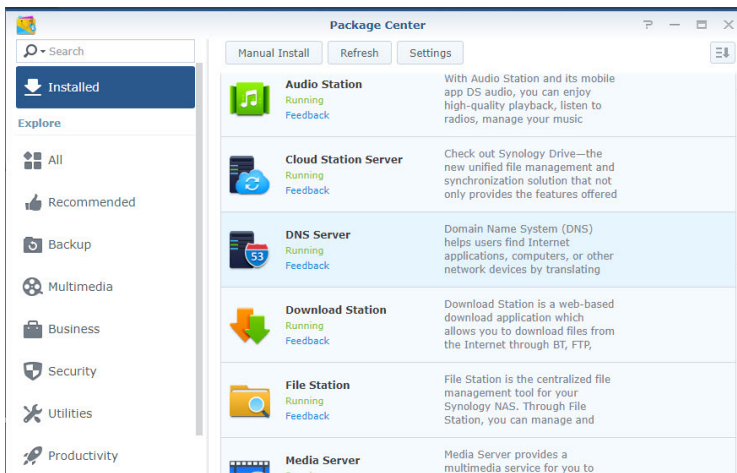 Package Center
Search
Manual Install Refresh Settings
Installed
Explore
All
Recommended
Backup
Multimedia
Business
Security
Utilities
Productivity
Audio Station
Running
Feedback
With Audio Station and its mobile
app DS audio, you can enjoy
high-quality playback, listen to
radios, manage your music
Cloud Station Server
Running
Feedback
Check out Synology Drive—the
new unified file management and
synchronization solution that not
only provides the features offered
53
DNS Server
Running
Feedback
Domain Name System (DNS)
helps users find Internet
applications, computers, or other
network devices by translating
Download Station
Running
Feedback
Download Station is a web-based
download application which
allows you to download files from
the Internet through BT, FTP,
File Station
Running
Feedback
File Station is the centralized file
management tool for your
Synology NAS. Through File
Station, you can manage and
Media Server
Media Server provides a
multimedia service for you to